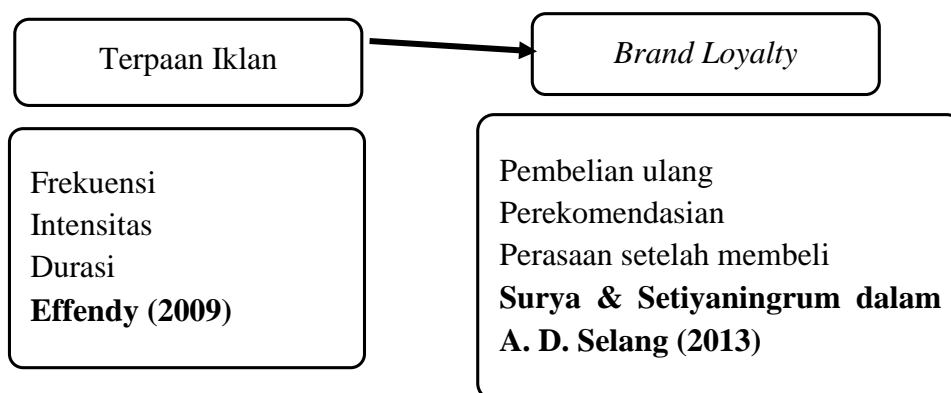 Terpaan Iklan
Brand Loyalty
Frekuensi
Intensitas
Durasi
Effendy (2009)
Pembelian ulang
Perekomendasian
Perasaan setelah membeli
Surya & Setiyaningrum dalam
A. D. Selang (2013)